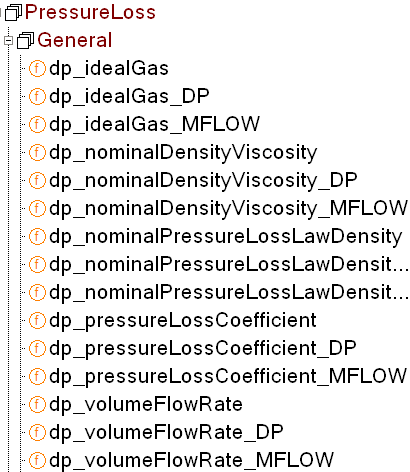 PressureLoss
General
dp_idealGas
dp_idealGas_DP
dp_idealGas_MFLOW
dp_nominalDensityViscosity
dp_nominalDensityViscosity_DP
dp_nominalDensityViscosity_MFLOW
dp_nominalPressureLossLawDensity
dp_nominalPressureLossLawDensit...
dp_nominalPressureLossLawDensit...
dp_pressureLossCoefficient
dp_pressureLossCoefficient_DP
dp_pressureLossCoefficient_MFLOW
dp_volumeFlowRate
dp_volumeFlowRate_DP
dp_volumeFlowRate_MFLOW